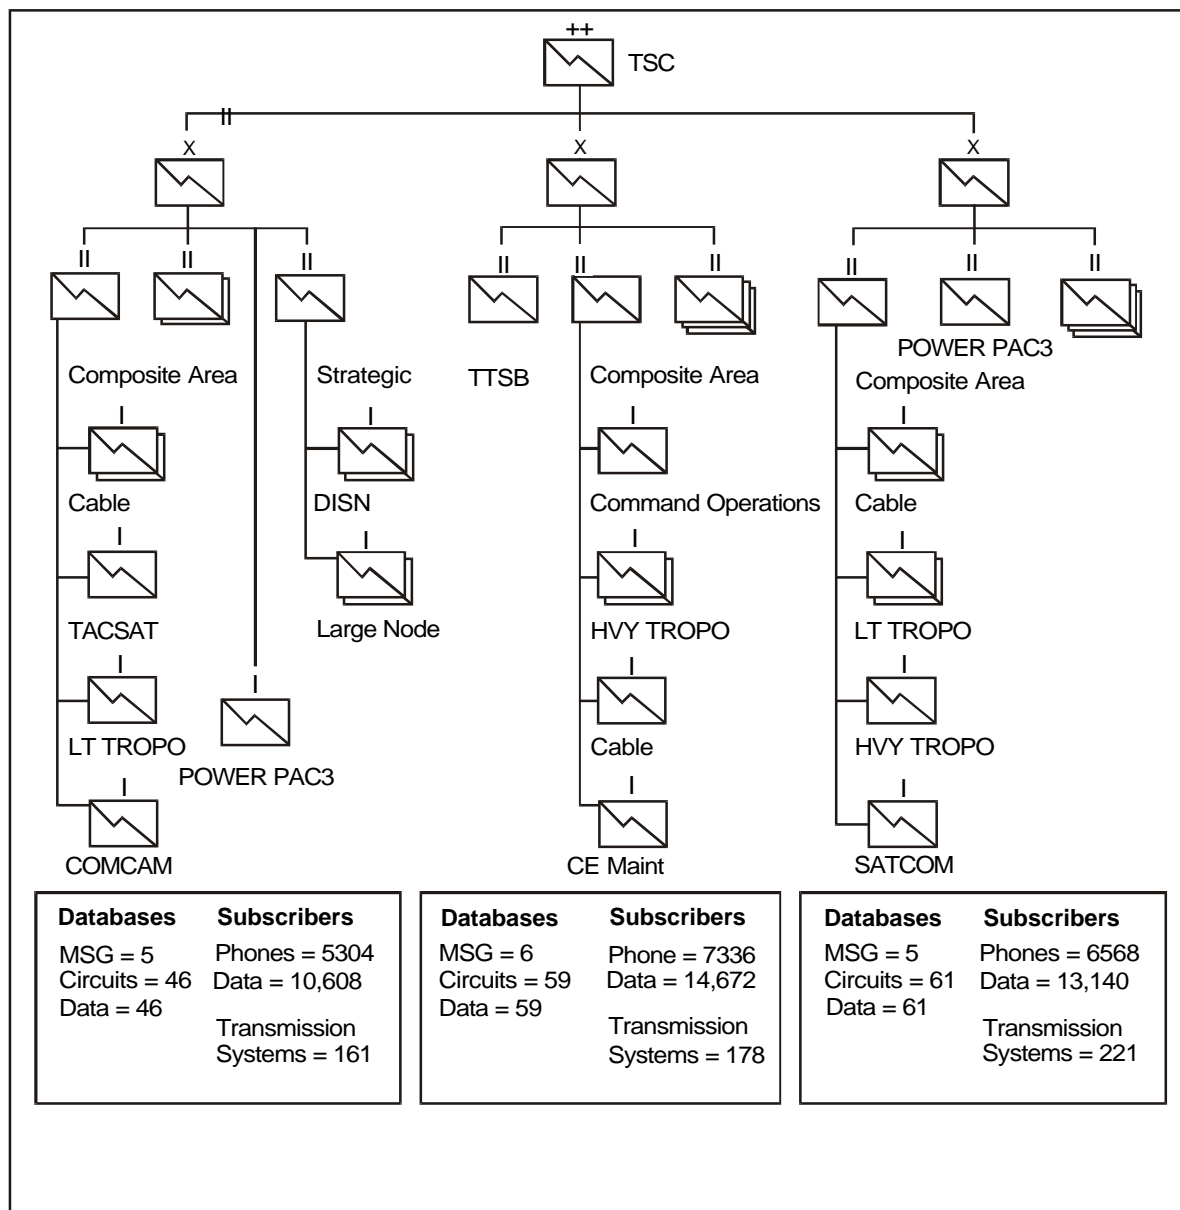 ++
TSC
II
X
X
X
II
II
II
II
II
II
II
II
II
POWER PAC3
Composite Area
Strategic
TTSB
Composite Area
Composite Area
I
I
I
I
Cable
DISN
Command Operations
Cable
I
I
I
I
TACSAT
Large Node
HVY TROPO
LT TROPO
I
I
I
I
LT TROPO
POWER PAC3
Cable
HVY TROPO
I
I
I
COMCAM
CE Maint
SATCOM
Databases
MSG = 5
Circuits = 46
Data = 46
Subscribers
Phones = 5304
Data = 10,608
Transmission
Systems = 161
Databases
MSG = 6
Circuits = 59
Data = 59
Subscribers
Phone = 7336
Data = 14,672
Transmission
Systems = 178
Databases
MSG = 5
Circuits = 61
Data = 61
Subscribers
Phones = 6568
Data = 13,140
Transmission
Systems = 221